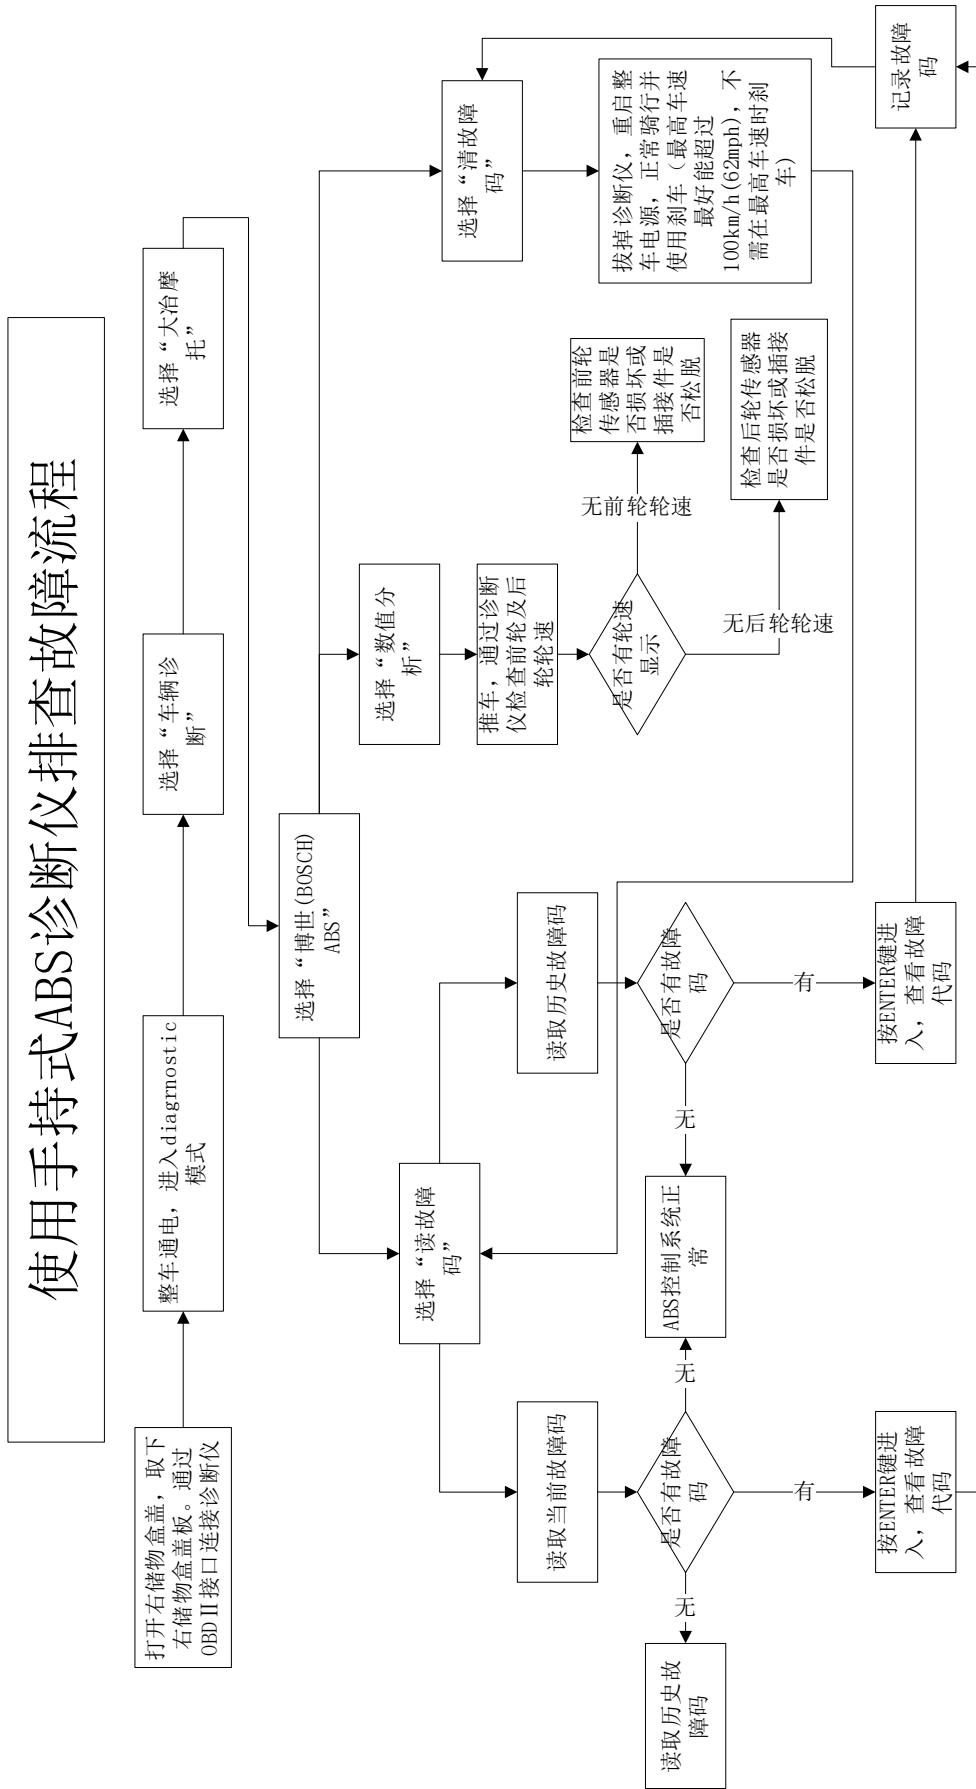 使用手持式ABS诊断仪排查故障流程
打开右储物盒盖，取下
右储物盒盖板。通过
OBDⅡ接口连接诊断仪
整车通电，进入diagrnostic
模式
选择“车辆诊
断”
选择“大冶摩
托”
选择“博世(BOSCH)
ABS”
选择“读故障
码”
选择“数值分
析”
选择“清故障
码”
读取当前故障码
读取历史故障码
推车，通过诊断
仪检查前轮及后
轮轮速
拔掉诊断仪，重启整
车电源，正常骑行并
使用刹车（最高车速
最好能超过
100km/h(62mph)，不
需在最高车速时刹
车）
是否有故障
码
是否有故障
码
是否有轮速
显示
无
无
无
有
有
无前轮轮速
无后轮轮速
读取历史故
障码
ABS控制系统正
常
检查前轮
传感器是
否损坏或
插接件是
否松脱
检查后轮传感器
是否损坏或插接
件是否松脱
按ENTER键进
入，查看故障
代码
按ENTER键进
入，查看故障
代码
记录故障
码